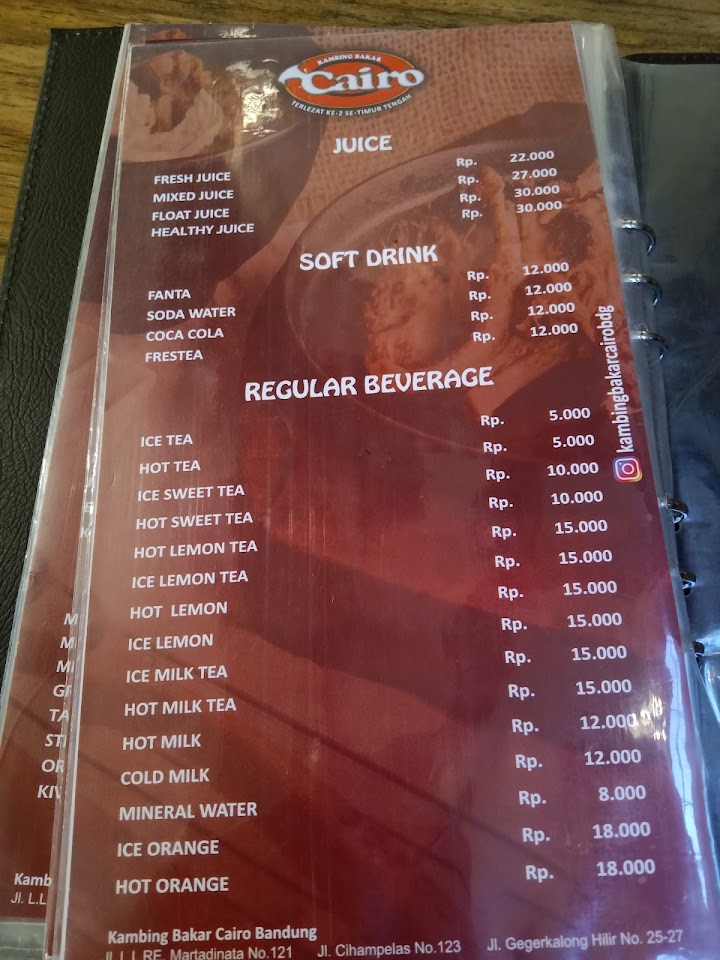 KAMBING BAKAR
Cairo
TERLEZAT KE-2 SE-TIMUR TENGAH
JUICE
FRESH JUICE Rp. 22.000
MIXED JUICE Rp. 27.000
FLOAT JUICE Rp. 30.000
HEALTHY JUICE Rp. 30.000
SOFT DRINK
FANTA Rp. 12.000
SODA WATER Rp. 12.000
COCA COLA Rp. 12.000
FRESTEA Rp. 12.000
REGULAR BEVERAGE
ICE TEA Rp. 5.000
HOT TEA Rp. 5.000
ICE SWEET TEA Rp. 10.000
HOT SWEET TEA Rp. 10.000
HOT LEMON TEA Rp. 15.000
ICE LEMON TEA Rp. 15.000
HOT LEMON Rp. 15.000
ICE LEMON Rp. 15.000
ICE MILK TEA Rp. 15.000
HOT MILK TEA Rp. 15.000
HOT MILK Rp. 12.000
COLD MILK Rp. 12.000
MINERAL WATER Rp. 8.000
ICE ORANGE Rp. 18.000
HOT ORANGE Rp. 18.000
kambingbakarcairobdg
Kambing Bakar Cairo Bandung
Jl. L.L.RE. Martadinata No.121 Jl. Cihampelas No.123 Jl. Gegerkalong Hilir No. 25-27